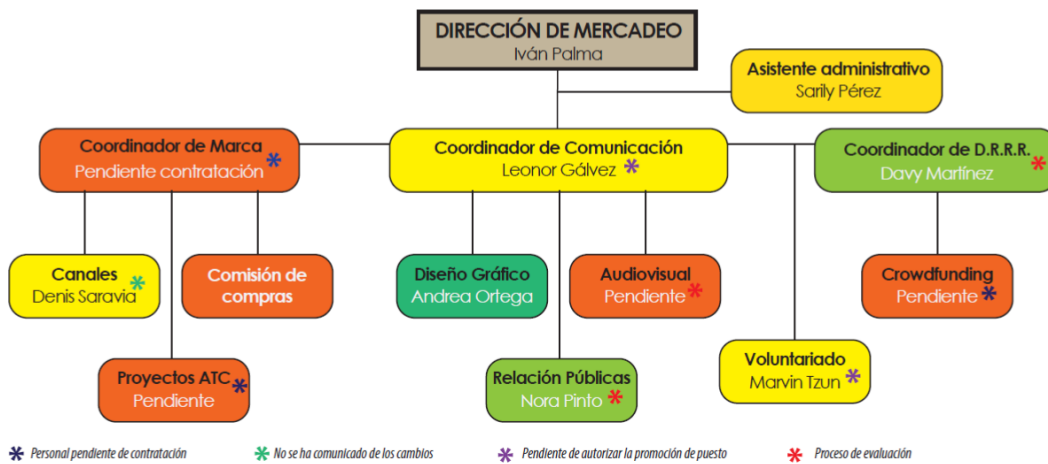 DIRECCIÓN DE MERCADEO
Iván Palma
Asistente administrativo
Sarily Pérez
Coordinador de Marca
Pendiente contratación *
Coordinador de Comunicación
Leonor Gálvez *
Coordinador de D.R.R.R.
Davy Martínez *
Canales
Denis Saravia *
Comisión de
compras
Diseño Gráfico
Andrea Ortega
Audiovisual
Pendiente *
Crowdfunding
Pendiente *
Proyectos ATC *
Pendiente
Relación Públicas
Nora Pinto *
Voluntariado
Marvin Tzun *
* Personal pendiente de contratación
* No se ha comunicado de los cambios
* Pendiente de autorizar la promoción de puesto
* Proceso de evaluación